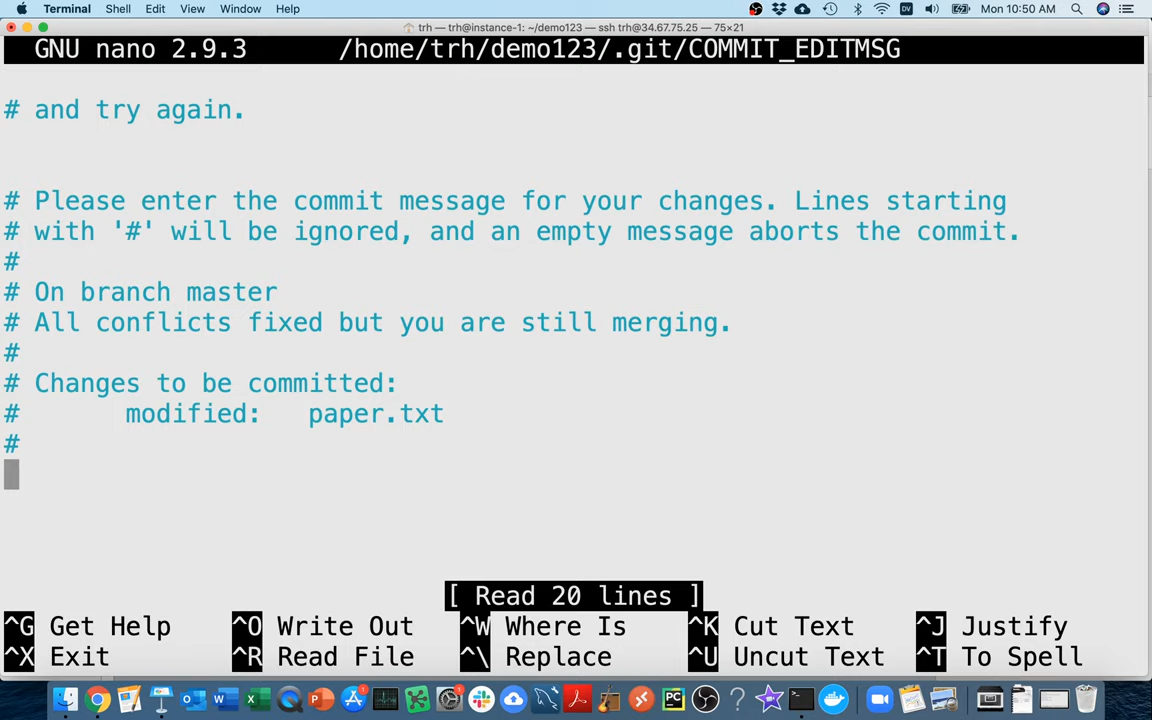 Terminal Shell Edit View Window Help DV Mon 10:50 AM
trh — trh@instance-1: ~/demo123 — ssh trh@34.67.75.25 — 75×21
GNU nano 2.9.3 /home/trh/demo123/.git/COMMIT_EDITMSG
# and try again.
# Please enter the commit message for your changes. Lines starting
# with '#' will be ignored, and an empty message aborts the commit.
#
# On branch master
# All conflicts fixed but you are still merging.
#
# Changes to be committed:
# modified: paper.txt
#
[ Read 20 lines ]
^G Get Help ^O Write Out ^W Where Is ^K Cut Text ^J Justify
^X Exit ^R Read File ^\ Replace ^U Uncut Text ^T To Spell